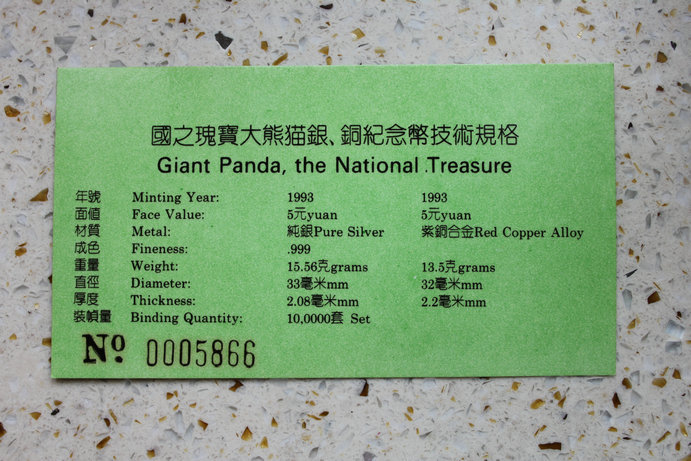 國之瑰寶大熊猫銀、銅紀念幣技術規格
Giant Panda, the National Treasure
年號 Minting Year: 1993 1993
面值 Face Value: 5元yuan 5元yuan
材質 Metal: 純銀Pure Silver 紫銅合金Red Copper Alloy
成色 Fineness: .999
重量 Weight: 15.56克grams 13.5克grams
直徑 Diameter: 33毫米mm 32毫米mm
厚度 Thickness: 2.08毫米mm 2.2毫米mm
裝幀量 Binding Quantity: 10,0000套 Set
No 0005866